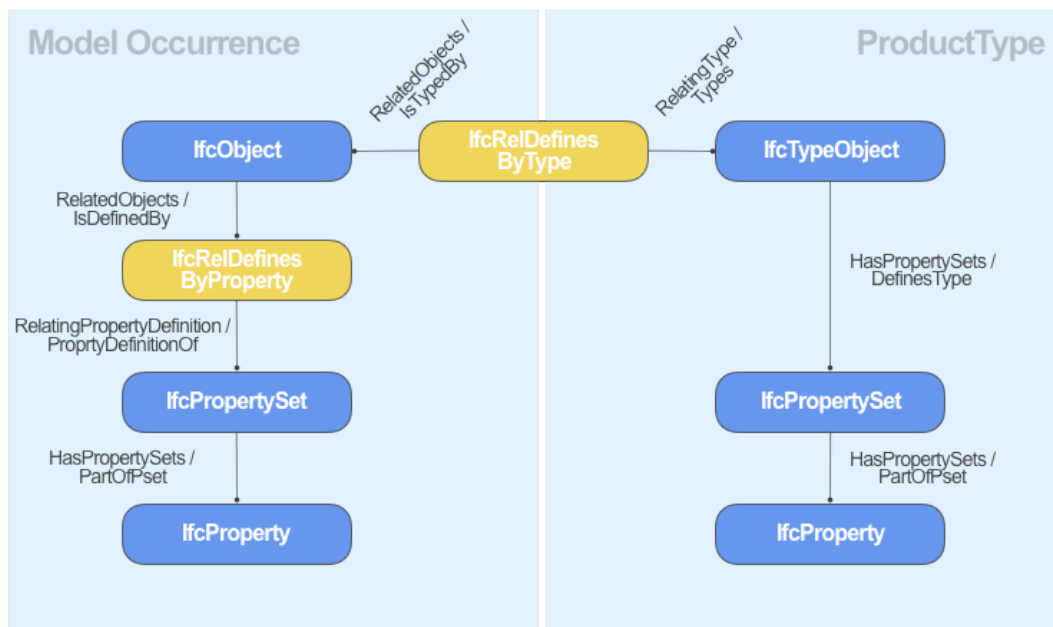 Model Occurrence
ProductType
RelatedObjects /
IsTypedBy
RelatingType /
Types
IfcObject
IfcRelDefines
ByType
IfcTypeObject
RelatedObjects /
IsDefinedBy
IfcRelDefines
ByProperty
HasPropertySets /
DefinesType
RelatingPropertyDefinition /
ProprtyDefinitionOf
IfcPropertySet
IfcPropertySet
HasPropertySets /
PartOfPset
HasPropertySets /
PartOfPset
IfcProperty
IfcProperty